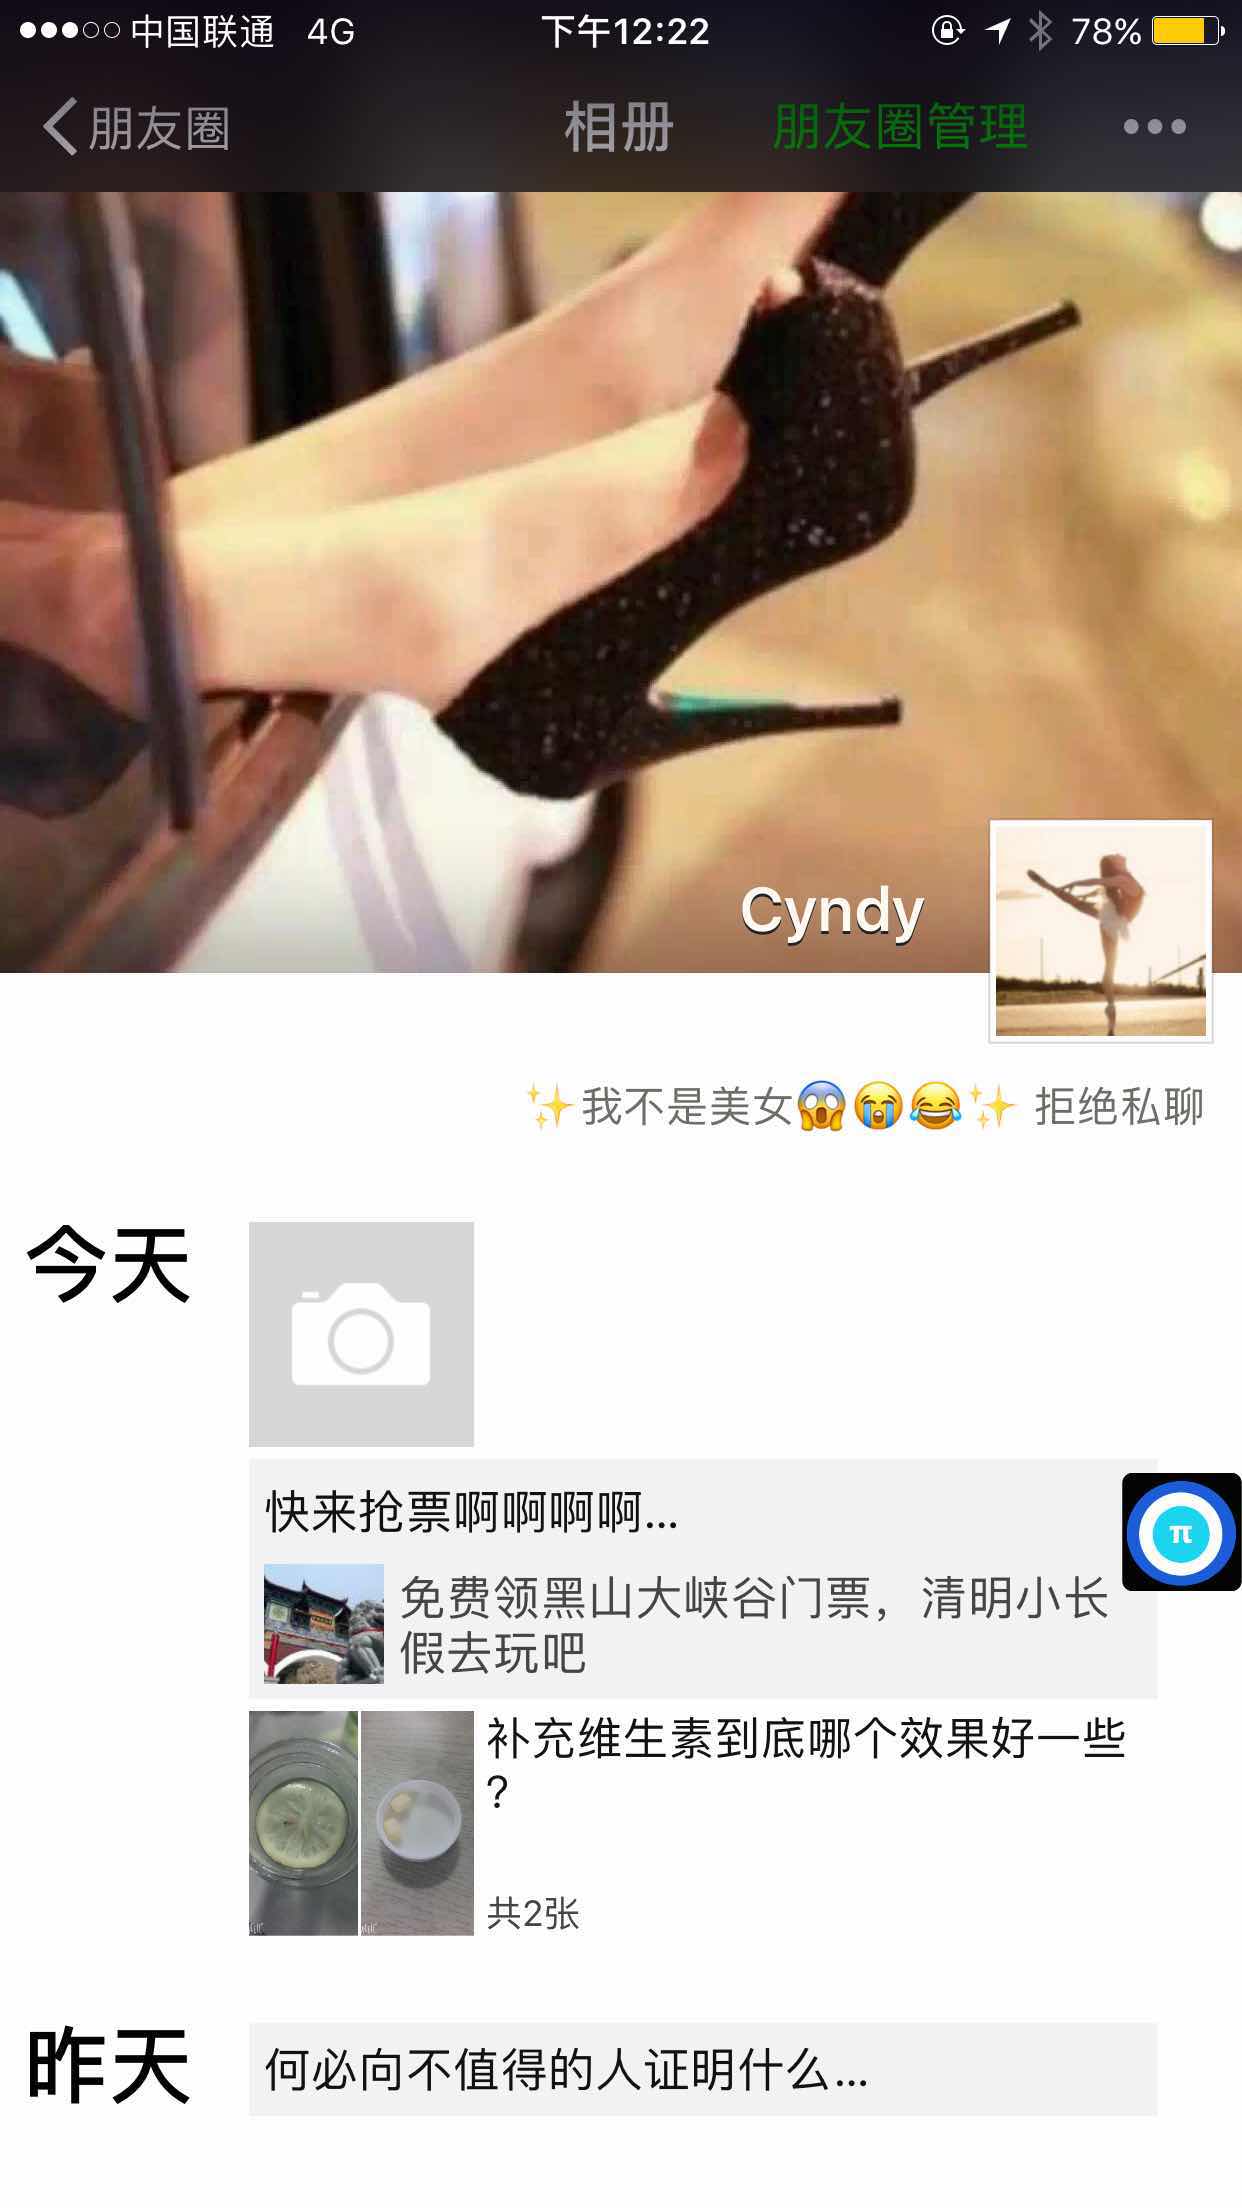 中国联通 4G 下午12:22 78%
朋友圈 相册 朋友圈管理
Cyndy
✨我不是美女😱😭😂✨ 拒绝私聊
今天
快来抢票啊啊啊啊...
免费领黑山大峡谷门票，清明小长
假去玩吧
π
补充维生素到底哪个效果好一些
?
共2张
昨天
何必向不值得的人证明什么...